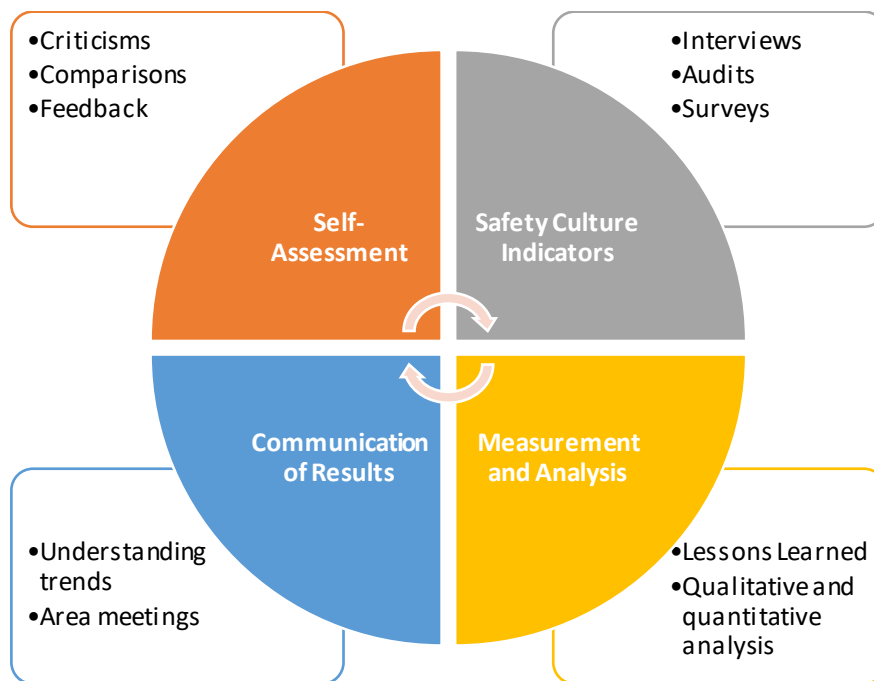 •Criticisms
•Comparisons
•Feedback
•Interviews
•Audits
•Surveys
Self-
Assessment
Safety Culture
Indicators
Communication
of Results
Measurement
and Analysis
•Understanding
trends
•Area meetings
•Lessons Learned
•Qualitative and
quantitative
analysis